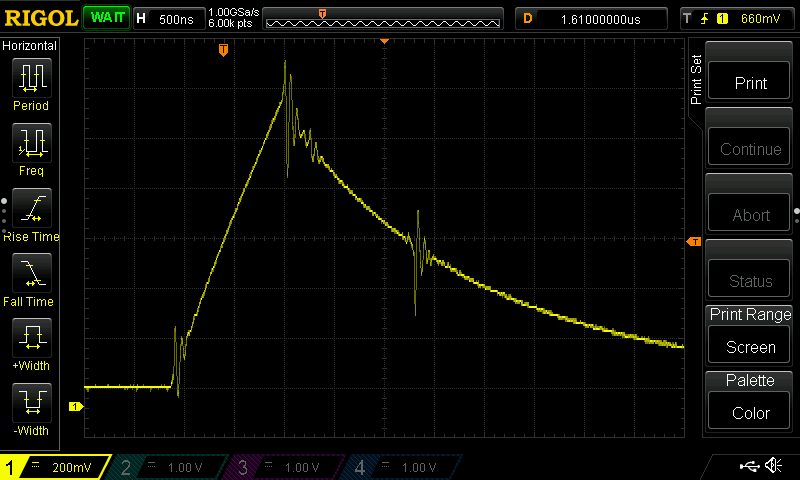 RIGOL WAIT H 500ns 1.00GSa/s 6.00k pts T D 1.61000000us T 1 660mV
Horizontal
Period
Freq
Rise Time
Fall Time
+Width
-Width
T
T
1
Print Set
Print
Continue
Abort
Status
Print Range
Screen
Palette
Color
1 200mV 2 1.00 V 3 1.00 V 4 1.00 V